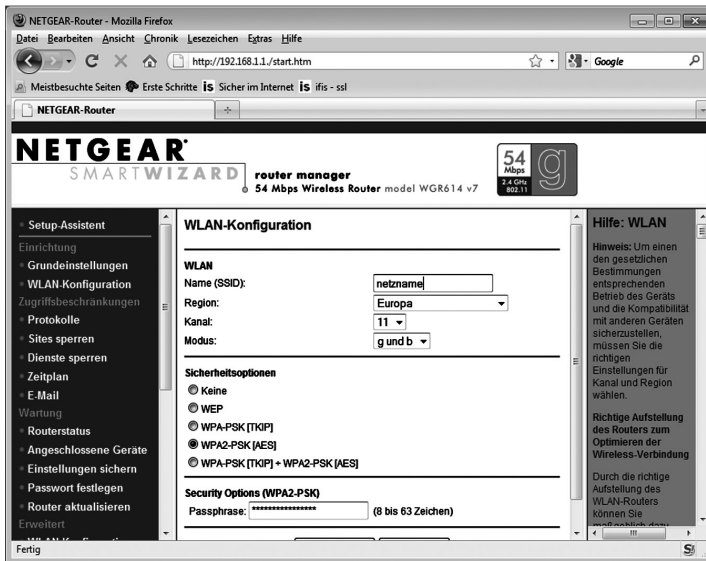 NETGEAR-Router - Mozilla Firefox
Datei Bearbeiten Ansicht Chronik Lesezeichen Extras Hilfe
http://192.168.1.1./start.htm
Google
Meistbesuchte Seiten Erste Schritte is Sicher im Internet is ifis - ssl
NETGEAR-Router
NETGEAR
SMARTWIZARD
router manager
54 Mbps Wireless Router model WGR614 v7
54
Mbps
2.4 GHz
802.11
g
Setup-Assistent
Einrichtung
Grundeinstellungen
WLAN-Konfiguration
Zugriffsbeschränkungen
Protokolle
Sites sperren
Dienste sperren
Zeitplan
E-Mail
Wartung
Routerstatus
Angeschlossene Geräte
Einstellungen sichern
Passwort festlegen
Router aktualisieren
Erweitert
WLAN-Konfiguration
WLAN
Name (SSID): netzname
Region: Europa
Kanal: 11
Modus: g und b
Sicherheitsoptionen
Keine
WEP
WPA-PSK [TKIP]
WPA2-PSK [AES]
WPA-PSK [TKIP] + WPA2-PSK [AES]
Security Options (WPA2-PSK)
Passphrase: **************** (8 bis 63 Zeichen)
Hilfe: WLAN
Hinweis: Um einen
den gesetzlichen
Bestimmungen
entsprechenden
Betrieb des Geräts
und die Kompatibilität
mit anderen Geräten
sicherzustellen,
müssen Sie die
richtigen
Einstellungen für
Kanal und Region
wählen.
Richtige Aufstellung
des Routers zum
Optimieren der
Wireless-Verbindung
Durch die richtige
Aufstellung des
WLAN-Routers
können Sie
Fertig